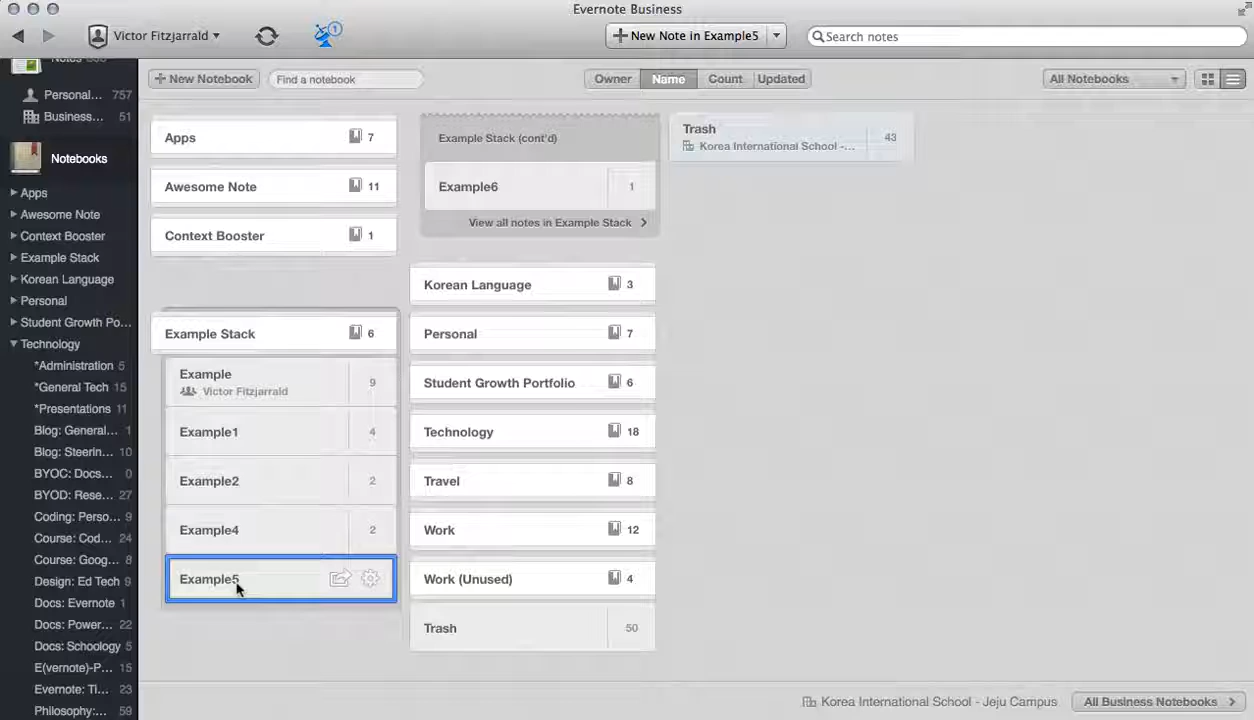 Evernote Business
Victor Fitzjarrald
1
New Note in Example5
Search notes
Personal... 757
Business... 51
Notebooks
Apps
Awesome Note
Context Booster
Example Stack
Korean Language
Personal
Student Growth Po...
Technology
*Administration 5
*General Tech 15
*Presentations 11
Blog: General... 1
Blog: Steerin... 10
BYOC: Docs... 0
BYOD: Rese... 27
Coding: Perso... 9
Course: Cod... 24
Course: Goog... 8
Design: Ed Tech 9
Docs: Evernote 1
Docs: Power... 22
Docs: Schoology 5
E(vernote)-P... 15
Evernote: Ti... 23
Philosophy:... 59
+ New Notebook
Find a notebook
Owner
Name
Count
Updated
All Notebooks
Apps 7
Awesome Note 11
Context Booster 1
Example Stack 6
Example 9
Victor Fitzjarrald
Example1 4
Example2 2
Example4 2
Example5
Example Stack (cont'd)
Example6 1
View all notes in Example Stack
Korean Language 3
Personal 7
Student Growth Portfolio 6
Technology 18
Travel 8
Work 12
Work (Unused) 4
Trash 50
Trash 43
Korea International School -...
Korea International School - Jeju Campus
All Business Notebooks